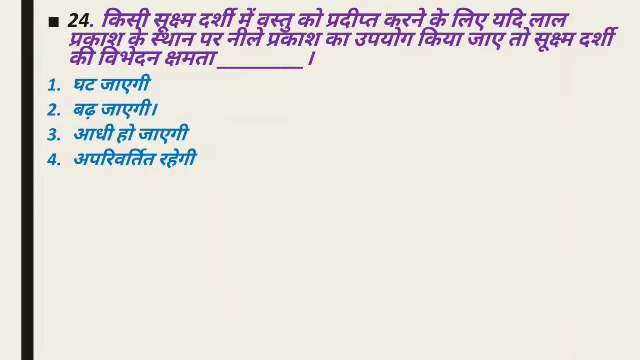 24. किसी सूक्ष्म दर्शी में वस्तु को प्रदीप्त करने के लिए यदि लाल
प्रकाश के स्थान पर नीले प्रकाश का उपयोग किया जाए तो सूक्ष्म दर्शी
की विभेदन क्षमता _________ ।
1. घट जाएगी
2. बढ़ जाएगी।
3. आधी हो जाएगी
4. अपरिवर्तित रहेगी